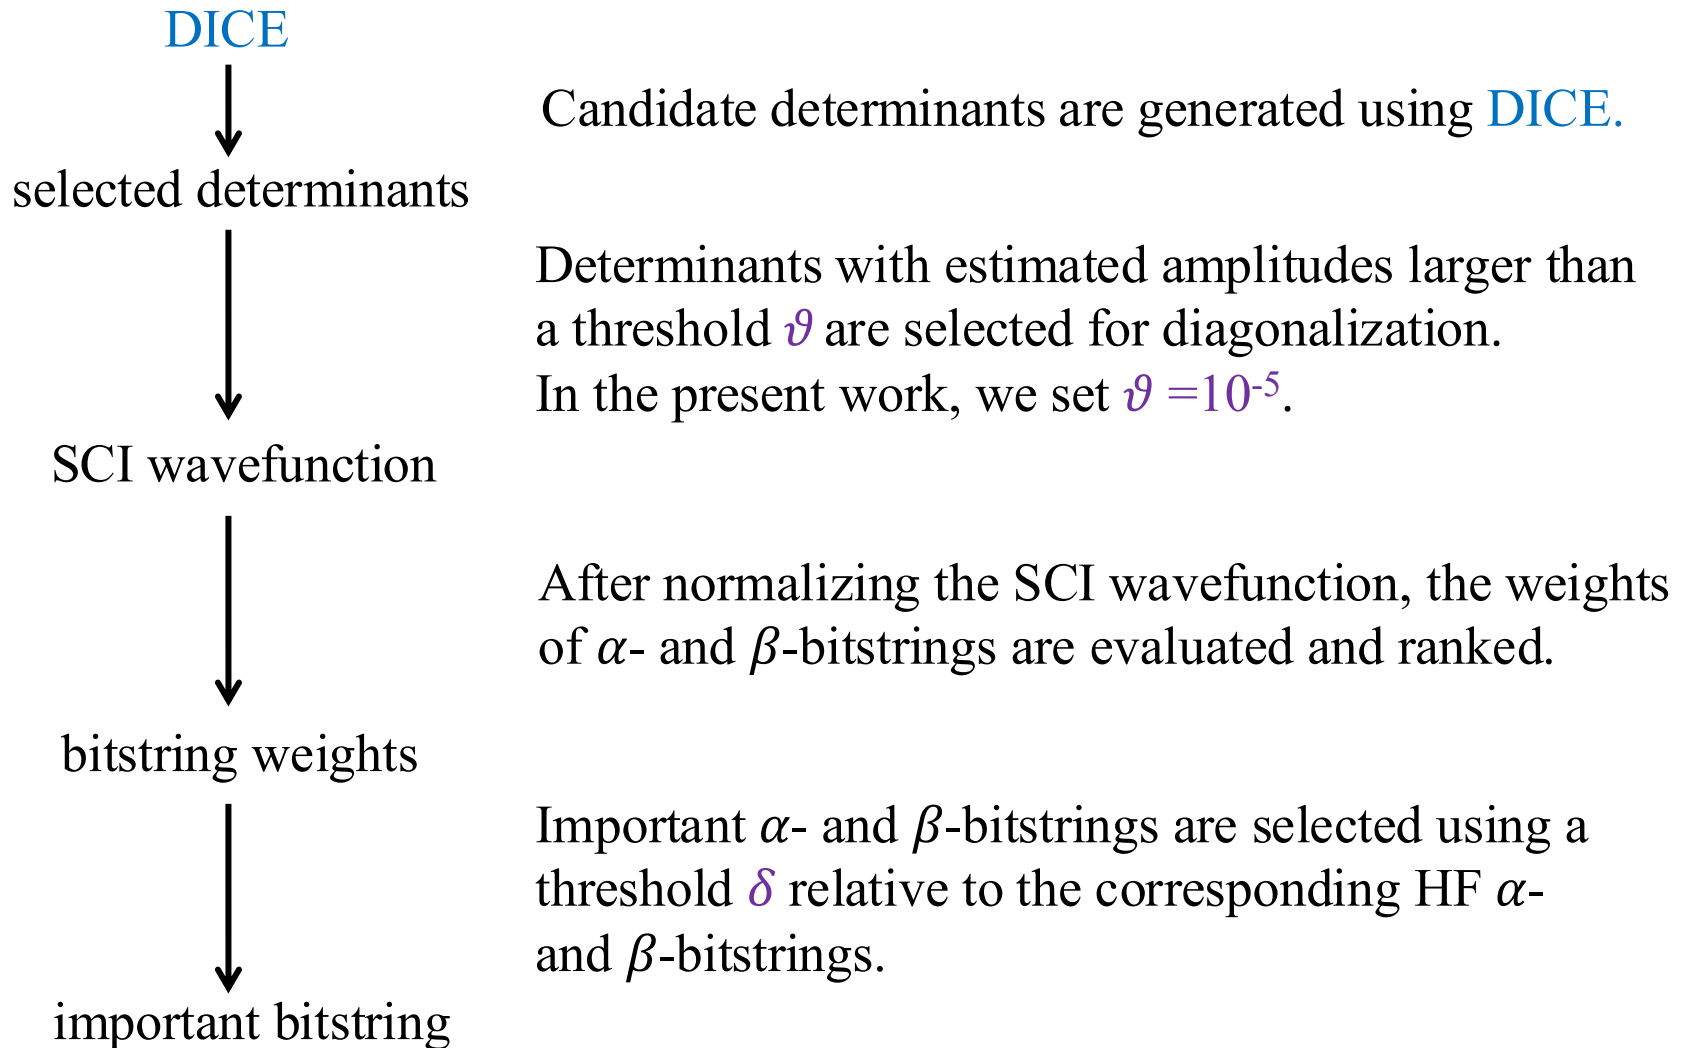 DICE
Candidate determinants are generated using DICE.
selected determinants
Determinants with estimated amplitudes larger than
a threshold 𝜗 are selected for diagonalization.
In the present work, we set 𝜗 =10⁻⁵.
SCI wavefunction
After normalizing the SCI wavefunction, the weights
of 𝛼- and 𝛽-bitstrings are evaluated and ranked.
bitstring weights
Important 𝛼- and 𝛽-bitstrings are selected using a
threshold 𝛿 relative to the corresponding HF 𝛼-
and 𝛽-bitstrings.
important bitstring